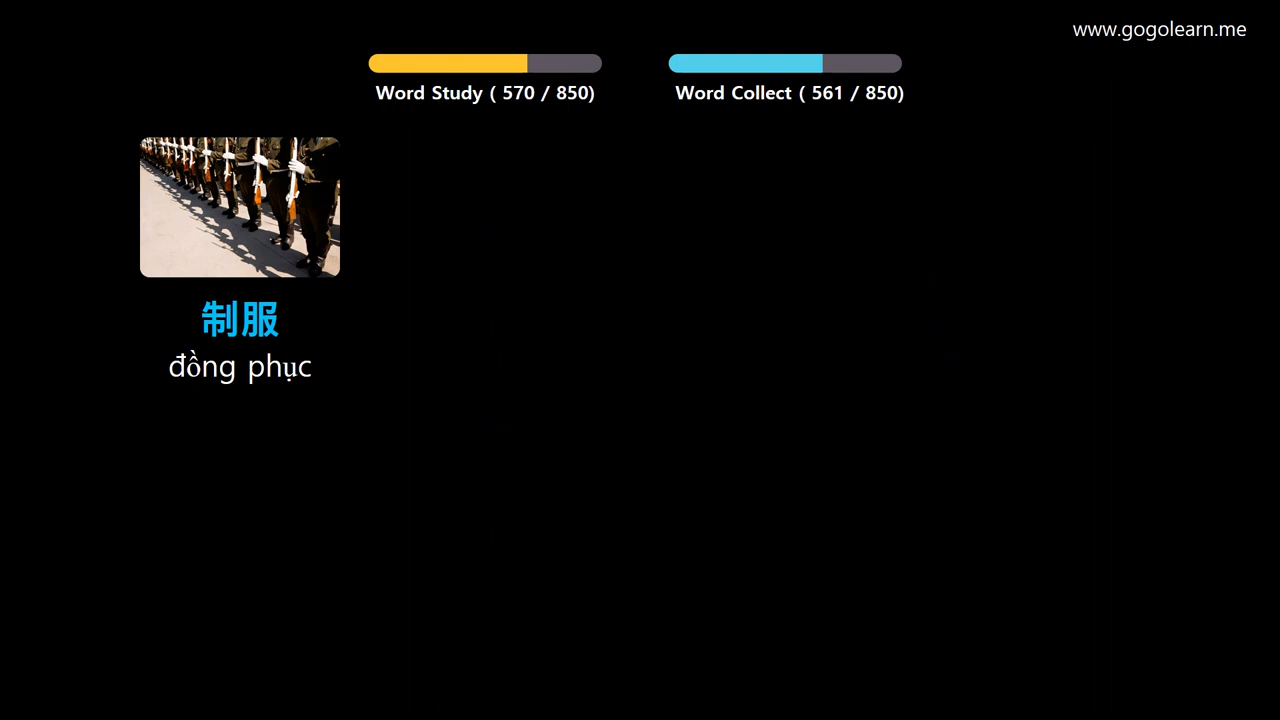 www.gogolearn.me
Word Study ( 570 / 850)
Word Collect ( 561 / 850)
制服
đồng phục